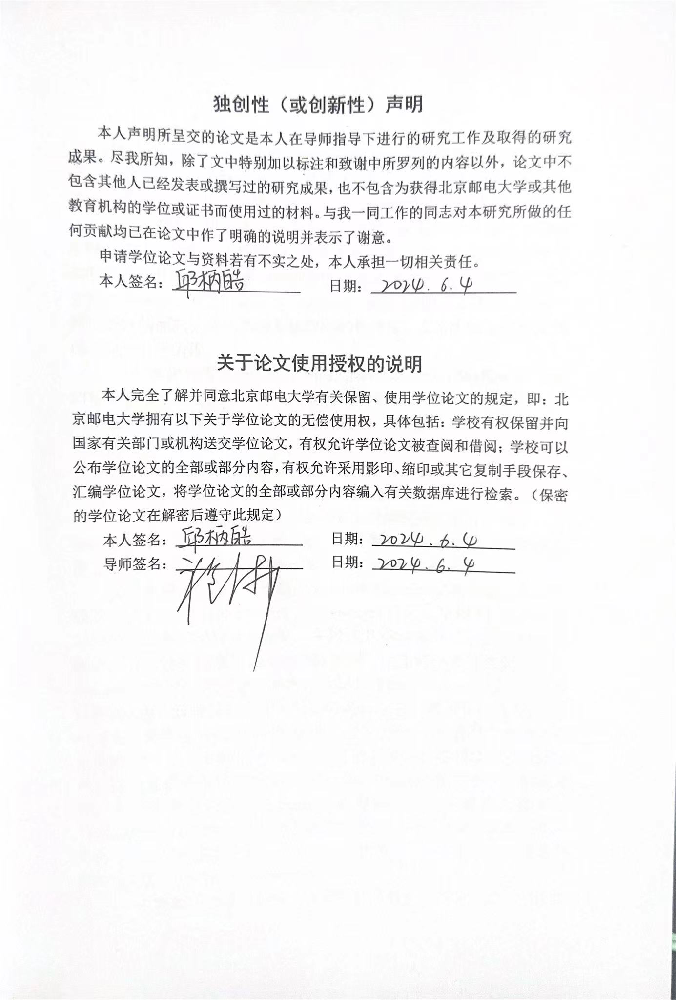 独创性（或创新性）声明
本人声明所呈交的论文是本人在导师指导下进行的研究工作及取得的研究
成果。尽我所知，除了文中特别加以标注和致谢中所罗列的内容以外，论文中不
包含其他人已经发表或撰写过的研究成果，也不包含为获得北京邮电大学或其他
教育机构的学位或证书而使用过的材料。与我一同工作的同志对本研究所做的任
何贡献均已在论文中作了明确的说明并表示了谢意。
申请学位论文与资料若有不实之处，本人承担一切相关责任。
本人签名：邱柄皓 日期：2024.6.4
关于论文使用授权的说明
本人完全了解并同意北京邮电大学有关保留、使用学位论文的规定，即：北
京邮电大学拥有以下关于学位论文的无偿使用权，具体包括：学校有权保留并向
国家有关部门或机构送交学位论文，有权允许学位论文被查阅和借阅；学校可以
公布学位论文的全部或部分内容，有权允许采用影印、缩印或其它复制手段保存、
汇编学位论文，将学位论文的全部或部分内容编入有关数据库进行检索。（保密
的学位论文在解密后遵守此规定）
本人签名：邱柄皓 日期：2024.6.4
导师签名： 日期：2024.6.4